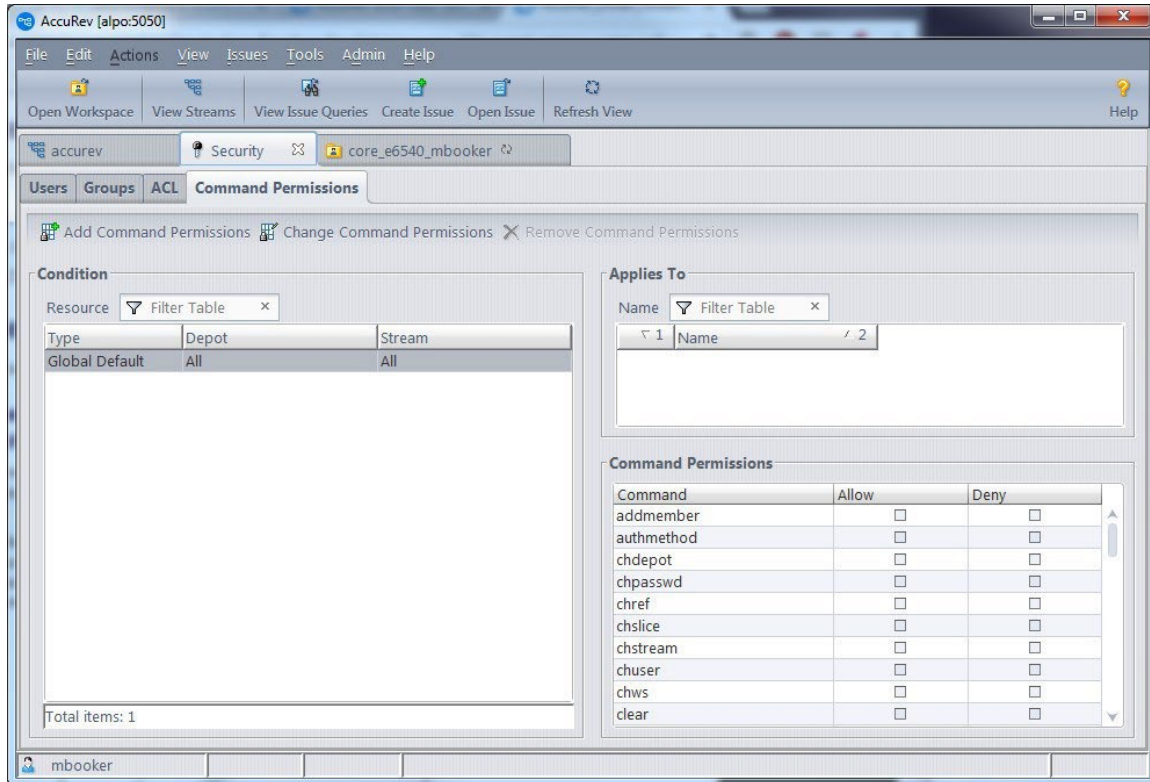 AccuRev [alpo:5050]
File Edit Actions View Issues Tools Admin Help
Open Workspace View Streams View Issue Queries Create Issue Open Issue Refresh View Help
accurev Security core_e6540_mbooker
Users Groups ACL Command Permissions
Add Command Permissions Change Command Permissions Remove Command Permissions
Condition
Resource Filter Table
Type Depot Stream
Global Default All All
Total items: 1
Applies To
Name Filter Table
1 Name 2
Command Permissions
Command Allow Deny
addmember
authmethod
chdepot
chpasswd
chref
chslice
chstream
chuser
chws
clear
mbooker